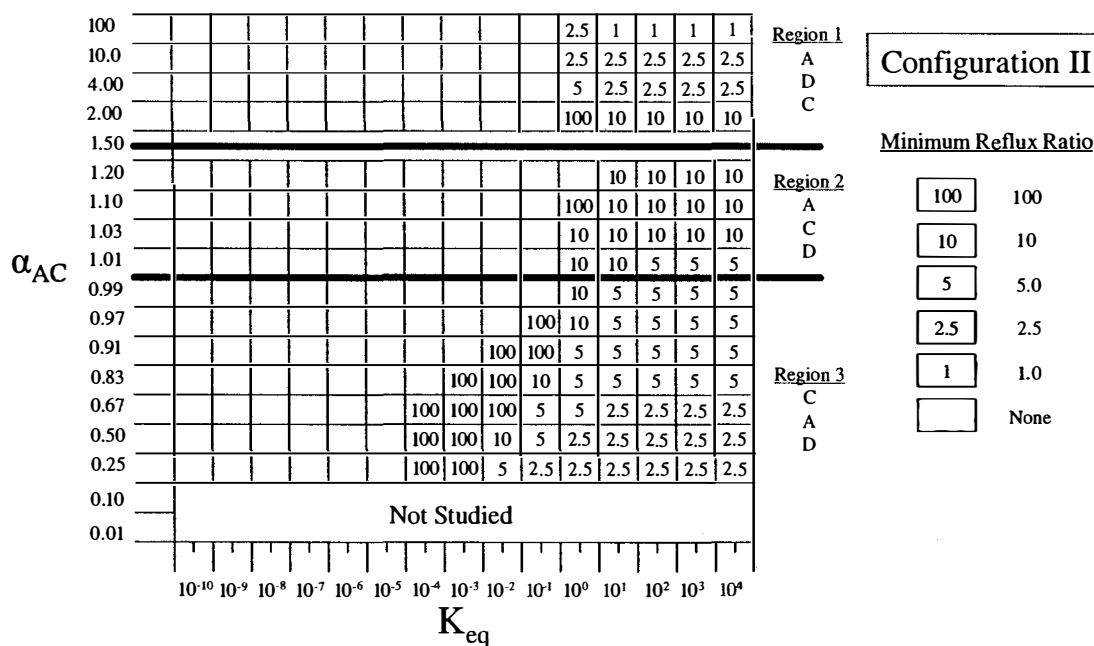 100 2.5 1 1 1 1
10.0 2.5 2.5 2.5 2.5 2.5
4.00 5 2.5 2.5 2.5 2.5
2.00 100 10 10 10 10
1.50
1.20 10 10 10 10
1.10 100 10 10 10 10
1.03 10 10 10 10 10
1.01 10 10 5 5 5
0.99 10 5 5 5 5
0.97 100 10 5 5 5 5
0.91 100 100 5 5 5 5 5
0.83 100 100 10 5 5 5 5 5
0.67 100 100 100 5 5 2.5 2.5 2.5 2.5
0.50 100 100 10 5 2.5 2.5 2.5 2.5 2.5
0.25 100 100 5 2.5 2.5 2.5 2.5 2.5 2.5
0.10
0.01
Not Studied
αAC
10⁻¹⁰ 10⁻⁹ 10⁻⁸ 10⁻⁷ 10⁻⁶ 10⁻⁵ 10⁻⁴ 10⁻³ 10⁻² 10⁻¹ 10⁰ 10¹ 10² 10³ 10⁴
Keq
Region 1
A
D
C
Region 2
A
C
D
Region 3
C
A
D
Configuration II
Minimum Reflux Ratio
100 100
10 10
5 5.0
2.5 2.5
1 1.0
None